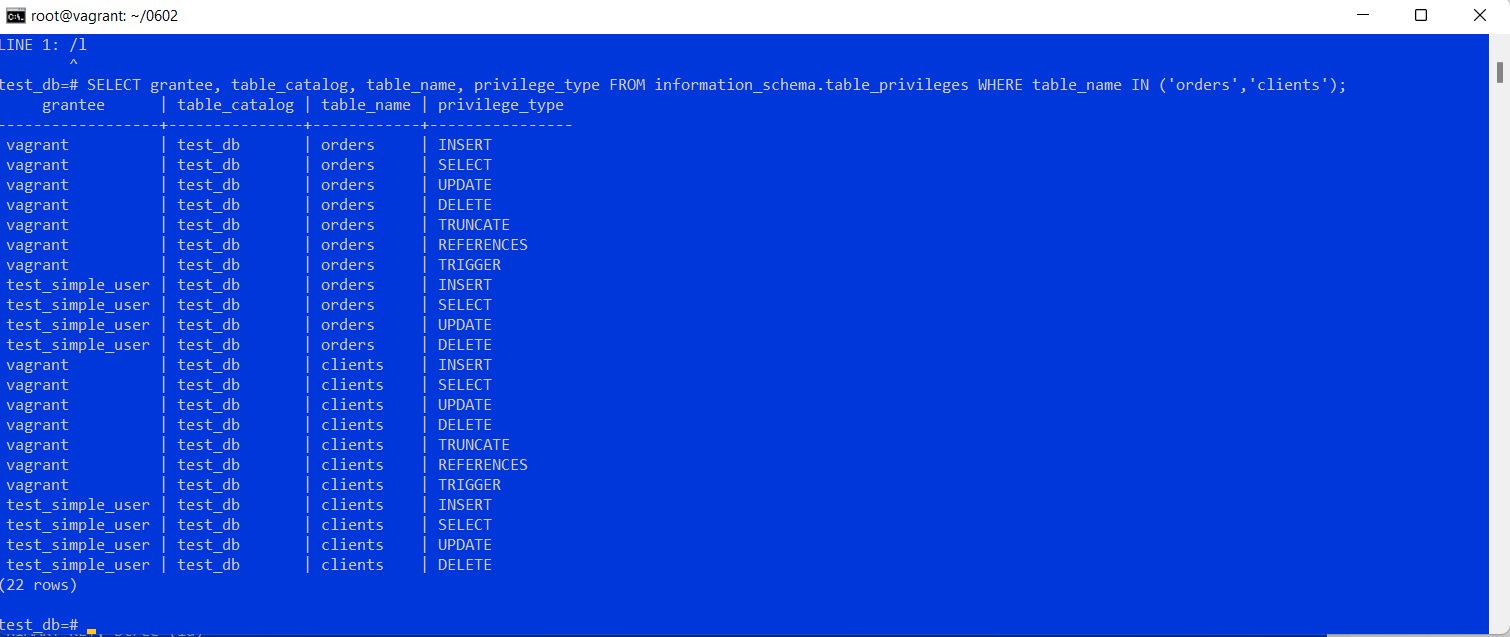 root@vagrant: ~/0602
LINE 1: /l
        ^
test_db=# SELECT grantee, table_catalog, table_name, privilege_type FROM information_schema.table_privileges WHERE table_name IN ('orders','clients');
     grantee      | table_catalog | table_name | privilege_type
------------------+---------------+------------+----------------
 vagrant          | test_db       | orders     | INSERT
 vagrant          | test_db       | orders     | SELECT
 vagrant          | test_db       | orders     | UPDATE
 vagrant          | test_db       | orders     | DELETE
 vagrant          | test_db       | orders     | TRUNCATE
 vagrant          | test_db       | orders     | REFERENCES
 vagrant          | test_db       | orders     | TRIGGER
 test_simple_user | test_db       | orders     | INSERT
 test_simple_user | test_db       | orders     | SELECT
 test_simple_user | test_db       | orders     | UPDATE
 test_simple_user | test_db       | orders     | DELETE
 vagrant          | test_db       | clients    | INSERT
 vagrant          | test_db       | clients    | SELECT
 vagrant          | test_db       | clients    | UPDATE
 vagrant          | test_db       | clients    | DELETE
 vagrant          | test_db       | clients    | TRUNCATE
 vagrant          | test_db       | clients    | REFERENCES
 vagrant          | test_db       | clients    | TRIGGER
 test_simple_user | test_db       | clients    | INSERT
 test_simple_user | test_db       | clients    | SELECT
 test_simple_user | test_db       | clients    | UPDATE
 test_simple_user | test_db       | clients    | DELETE
(22 rows)
test_db=#